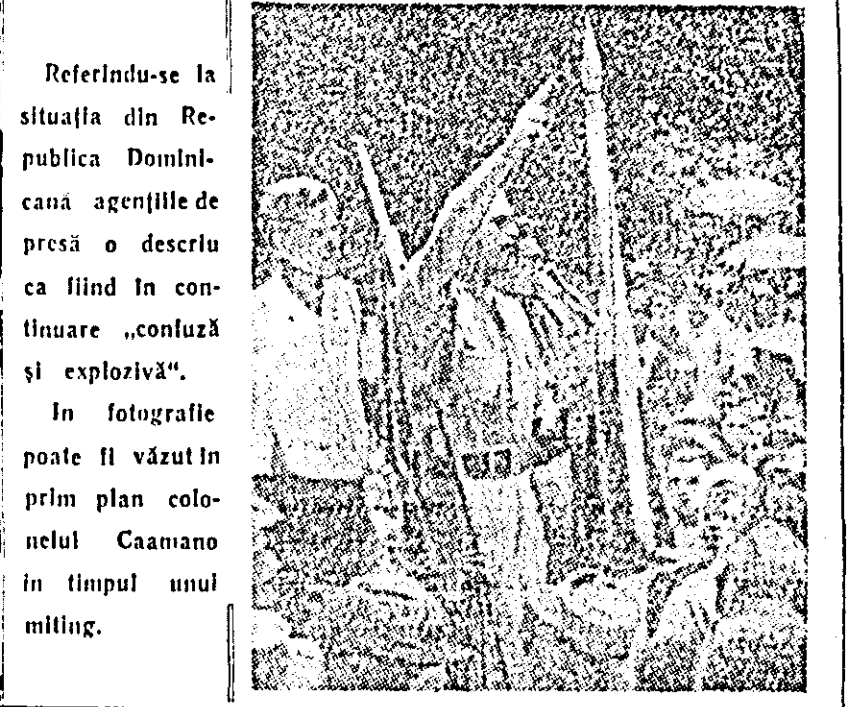 Referindu-se la
situația din Re-
publica Domini-
cană agențiile de
presă o descriu
ca fiind în con-
tinuare „confuză
și explozivă“.
In fotografie
poate fi văzut în
prim plan colo-
nelul Caamano
în timpul unui
miting.